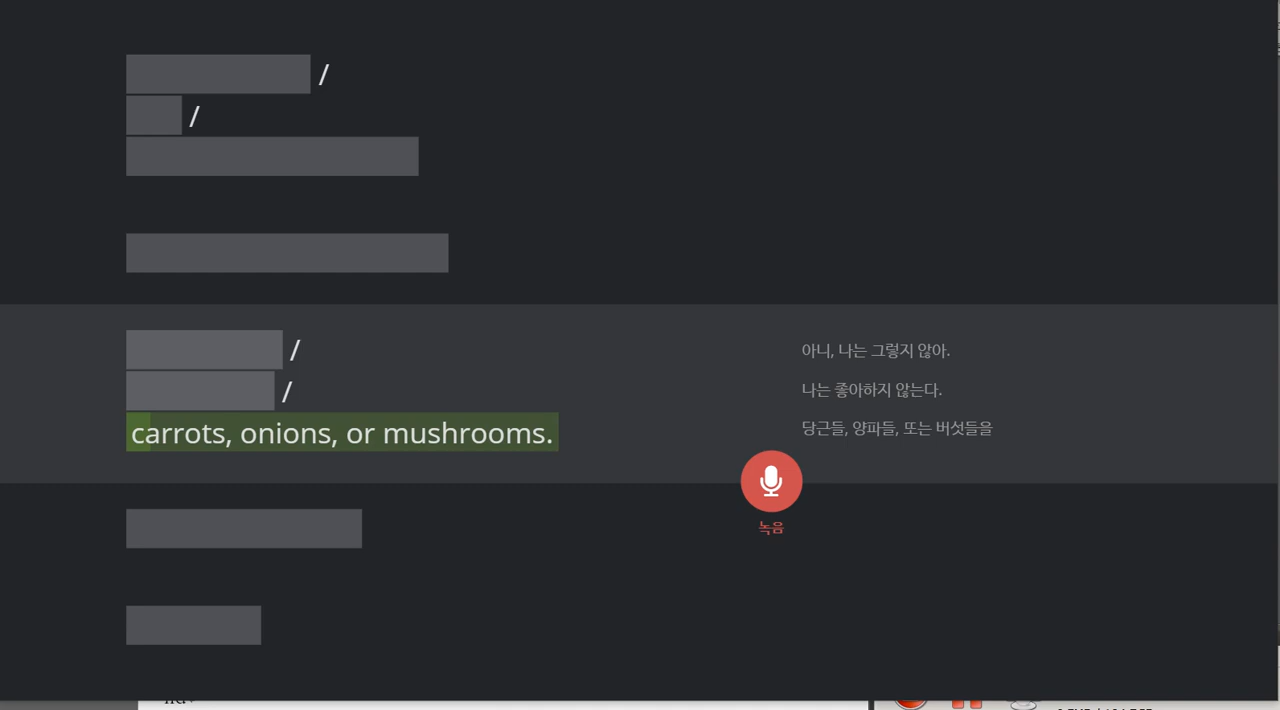 /
/
/
아니, 나는 그렇지 않아.
/
나는 좋아하지 않는다.
carrots, onions, or mushrooms.
당근들, 양파들, 또는 버섯들을
녹음